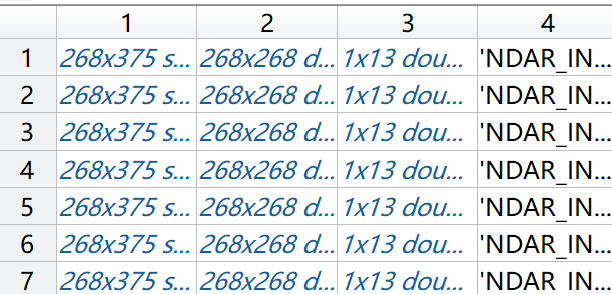 1 2 3 4
1 268x375 s... 268x268 d... 1x13 dou... 'NDAR_IN...
2 268x375 s... 268x268 d... 1x13 dou... 'NDAR_IN...
3 268x375 s... 268x268 d... 1x13 dou... 'NDAR_IN...
4 268x375 s... 268x268 d... 1x13 dou... 'NDAR_IN...
5 268x375 s... 268x268 d... 1x13 dou... 'NDAR_IN...
6 268x375 s... 268x268 d... 1x13 dou... 'NDAR_IN...
7 268x375 s... 268x268 d... 1x13 dou... 'NDAR_IN...